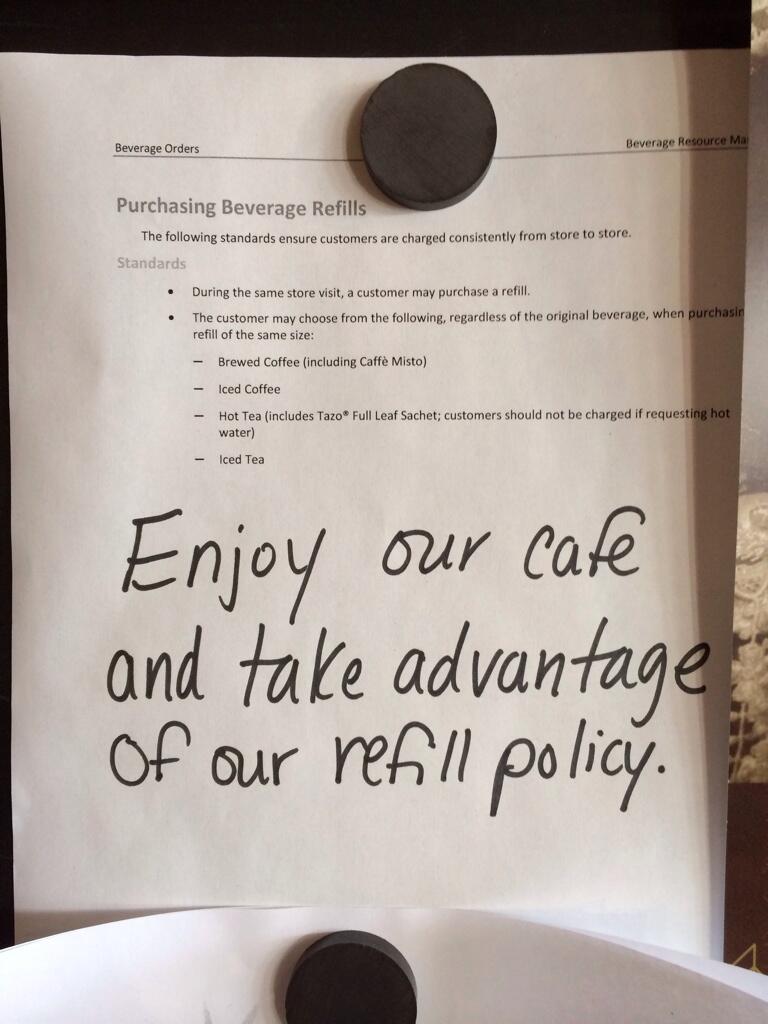 Beverage Orders
Beverage Resource Ma
Purchasing Beverage Refills
The following standards ensure customers are charged consistently from store to store.
Standards
• During the same store visit, a customer may purchase a refill.
• The customer may choose from the following, regardless of the original beverage, when purchasin
refill of the same size:
– Brewed Coffee (including Caffè Misto)
– Iced Coffee
– Hot Tea (includes Tazo® Full Leaf Sachet; customers should not be charged if requesting hot
water)
– Iced Tea
Enjoy our cafe
and take advantage
of our refill policy.